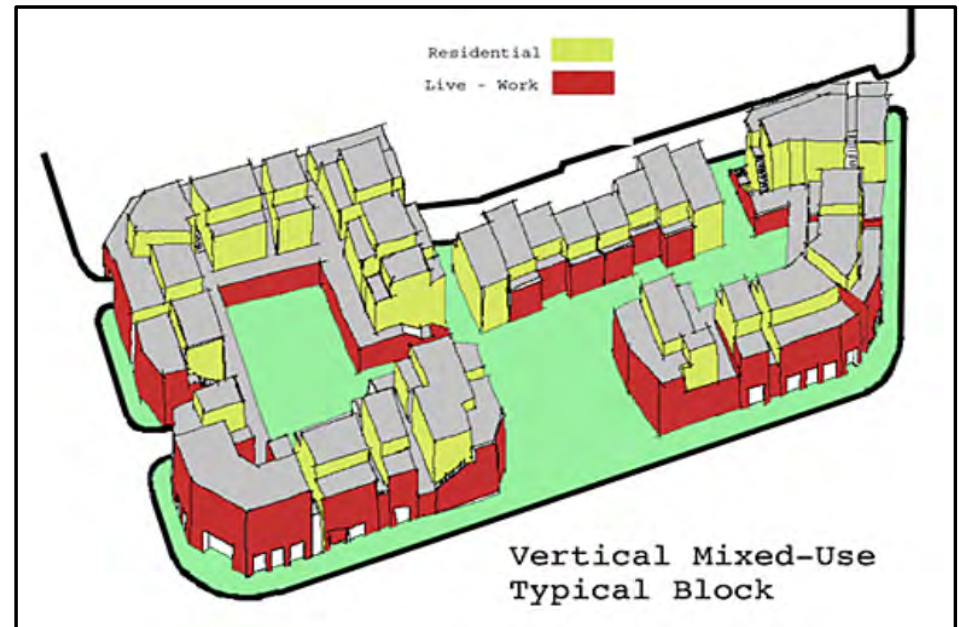 Residential
Live - Work
Vertical Mixed-Use
Typical Block